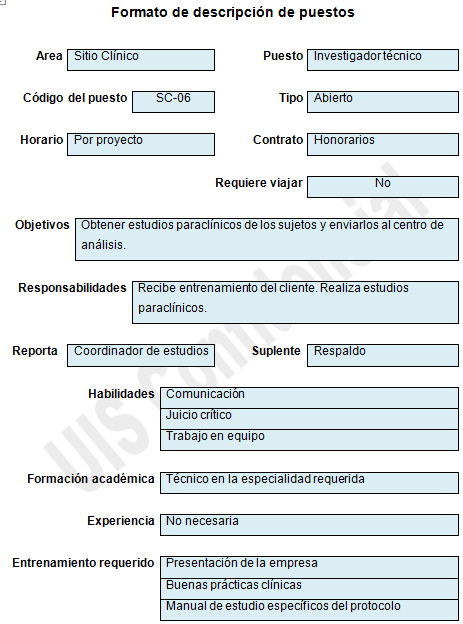 Formato de descripción de puestos
Area Sitio Clínico Puesto Investigador técnico
Código del puesto SC-06 Tipo Abierto
Horario Por proyecto Contrato Honorarios
Requiere viajar No
Objetivos Obtener estudios paraclínicos de los sujetos y enviarlos al centro de
análisis.
Responsabilidades Recibe entrenamiento del cliente. Realiza estudios
paraclínicos.
Reporta Coordinador de estudios Suplente Respaldo
Habilidades Comunicación
Juicio crítico
Trabajo en equipo
Formación académica Técnico en la especialidad requerida
Experiencia No necesaria
Entrenamiento requerido Presentación de la empresa
Buenas prácticas clínicas
Manual de estudio específicos del protocolo
UIS Confidencial